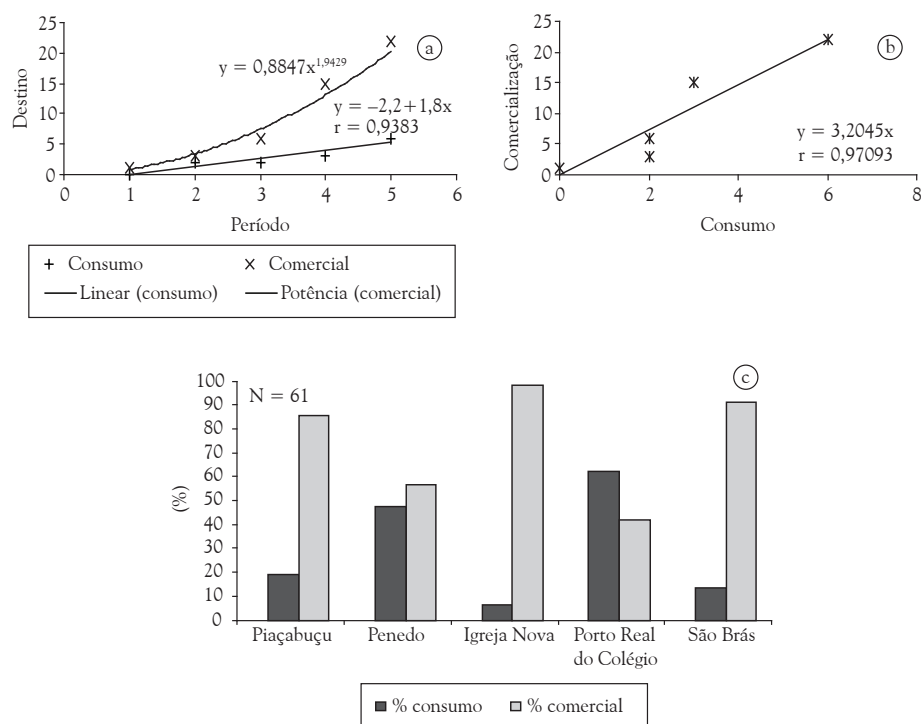 25
20
15
10
5
0
Destino
a
y = 0,8847x^1,9429
y = –2,2+1,8x
r = 0,9383
0 1 2 3 4 5 6
Período
+ Consumo × Comercial
Linear (consumo) Potência (comercial)
25
20
15
10
5
0
Comercialização
b
y = 3,2045x
r = 0,97093
0 2 4 6 8
Consumo
c
100
90
80
70
60
50
40
30
20
10
0
(%)
N = 61
Piaçabuçu Penedo Igreja Nova Porto Real São Brás
do Colégio
% consumo % comercial